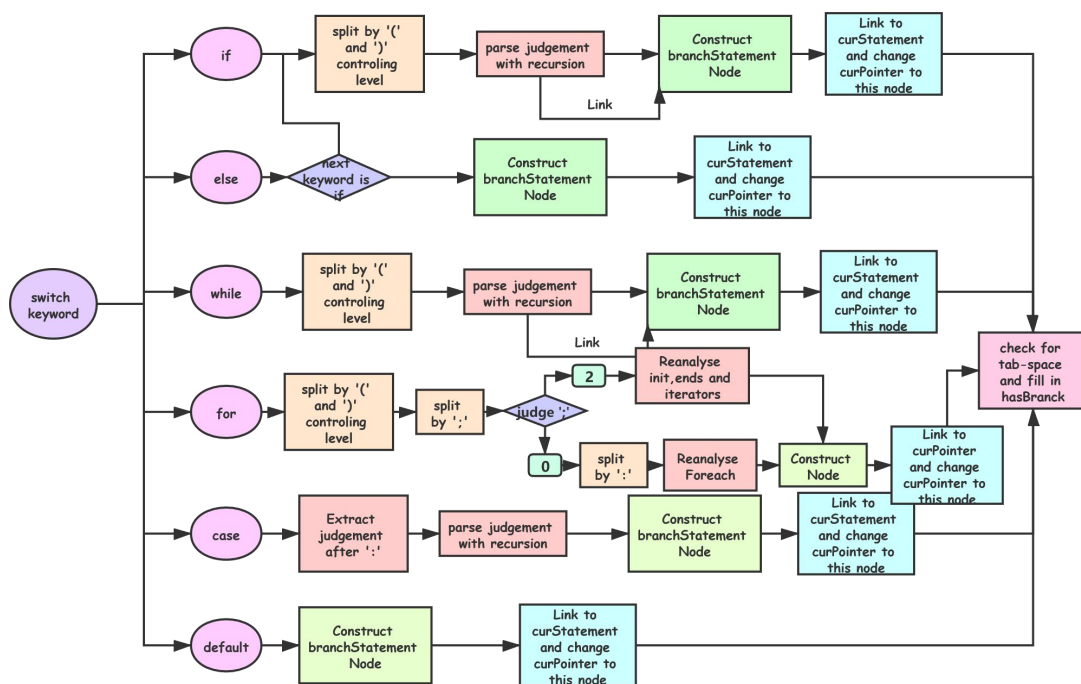 if
split by '('
and ')'
controling
level
parse judgement
with recursion
Link
Construct
branchStatement
Node
Link to
curStatement
and change
curPointer to
this node
else
next
keyword is
if
Construct
branchStatement
Node
Link to
curStatement
and change
curPointer to
this node
switch
keyword
while
split by '('
and ')'
controling
level
parse judgement
with recursion
Link
Construct
branchStatement
Node
Link to
curStatement
and change
curPointer to
this node
check for
tab-space
and fill in
hasBranck
for
split by '('
and ')'
controling
level
split
by ';'
judge ';'
2
Reanalyse
init,ends and
iterators
0
split
by ':'
Reanalyse
Foreach
Construct
Node
Link to
curPointer
and change
curPointer to
this node
case
Extract
judgement
after ':'
parse judgement
with recursion
Construct
branchStatement
Node
Link to
curStatement
and change
curPointer to
this node
default
Construct
branchStatement
Node
Link to
curStatement
and change
curPointer to
this node